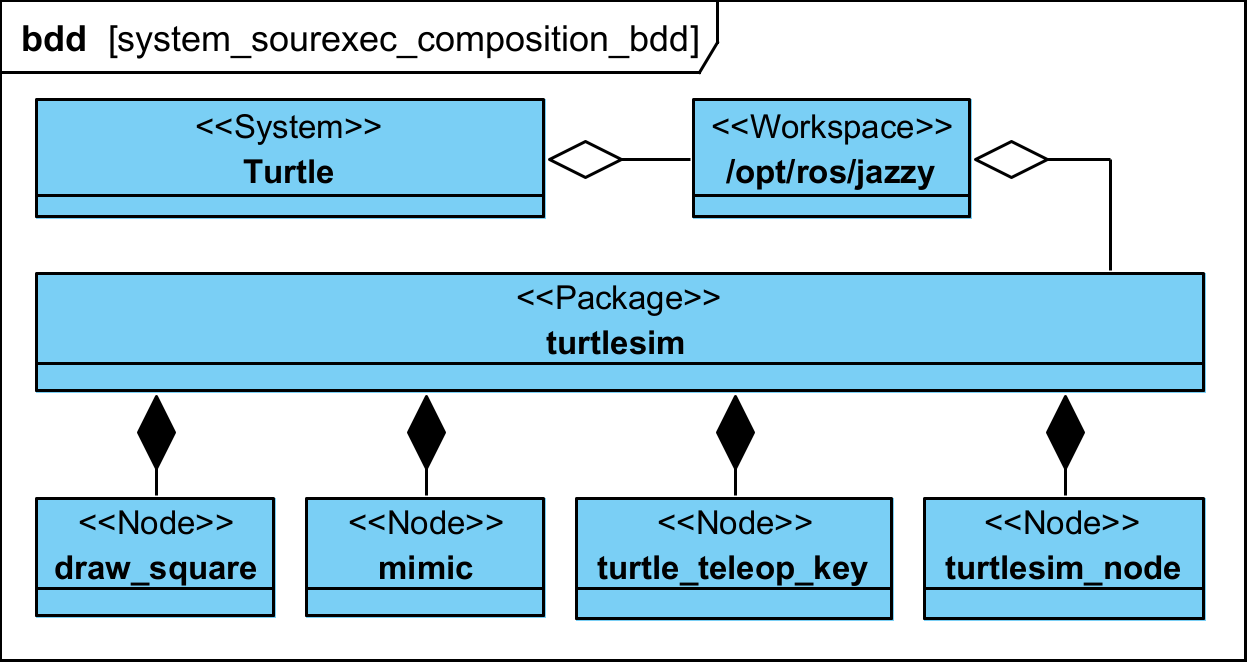 bdd [system_sourexec_composition_bdd]
<<System>>
Turtle
<<Workspace>>
/opt/ros/jazzy
<<Package>>
turtlesim
<<Node>>
draw_square
<<Node>>
mimic
<<Node>>
turtle_teleop_key
<<Node>>
turtlesim_node